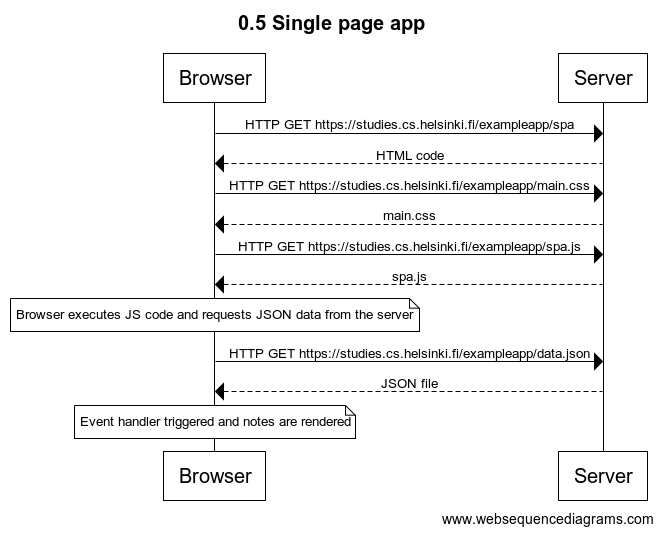 0.5 Single page app
Browser
Server
HTTP GET https://studies.cs.helsinki.fi/exampleapp/spa
HTML code
HTTP GET https://studies.cs.helsinki.fi/exampleapp/main.css
main.css
HTTP GET https://studies.cs.helsinki.fi/exampleapp/spa.js
spa.js
Browser executes JS code and requests JSON data from the server
HTTP GET https://studies.cs.helsinki.fi/exampleapp/data.json
JSON file
Event handler triggered and notes are rendered
Browser
Server
www.websequencediagrams.com